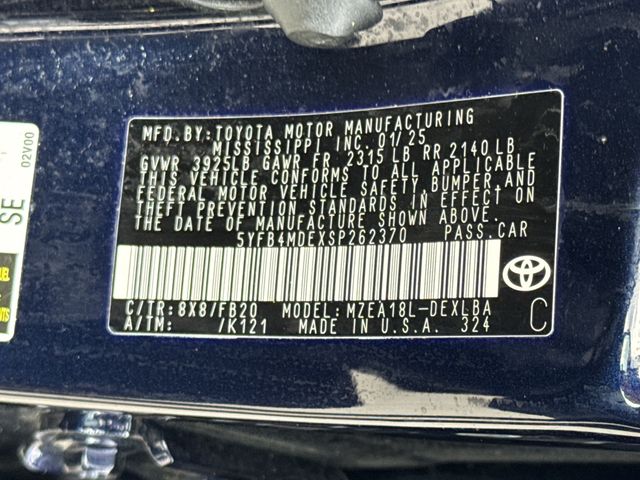 MFD.BY:TOYOTA MOTOR MANUFACTURING
MISSISSIPPI INC. 01/25
GVWR 3925LB GAWR FR 2315 LB RR 2140 LB
THIS VEHICLE CONFORMS TO ALL APPLICABLE
FEDERAL MOTOR VEHICLE SAFETY, BUMPER, AND
THEFT PREVENTION STANDARDS IN EFFECT ON
THE DATE OF MANUFACTURE SHOWN ABOVE.
5YFB4MDEXSP262370 PASS.CAR
C/TR: 8X8/FB20 MODEL: MZEA18L-DEXLBA
A/TM: /K121 MADE IN U.S.A. 324
C
02V00
SE